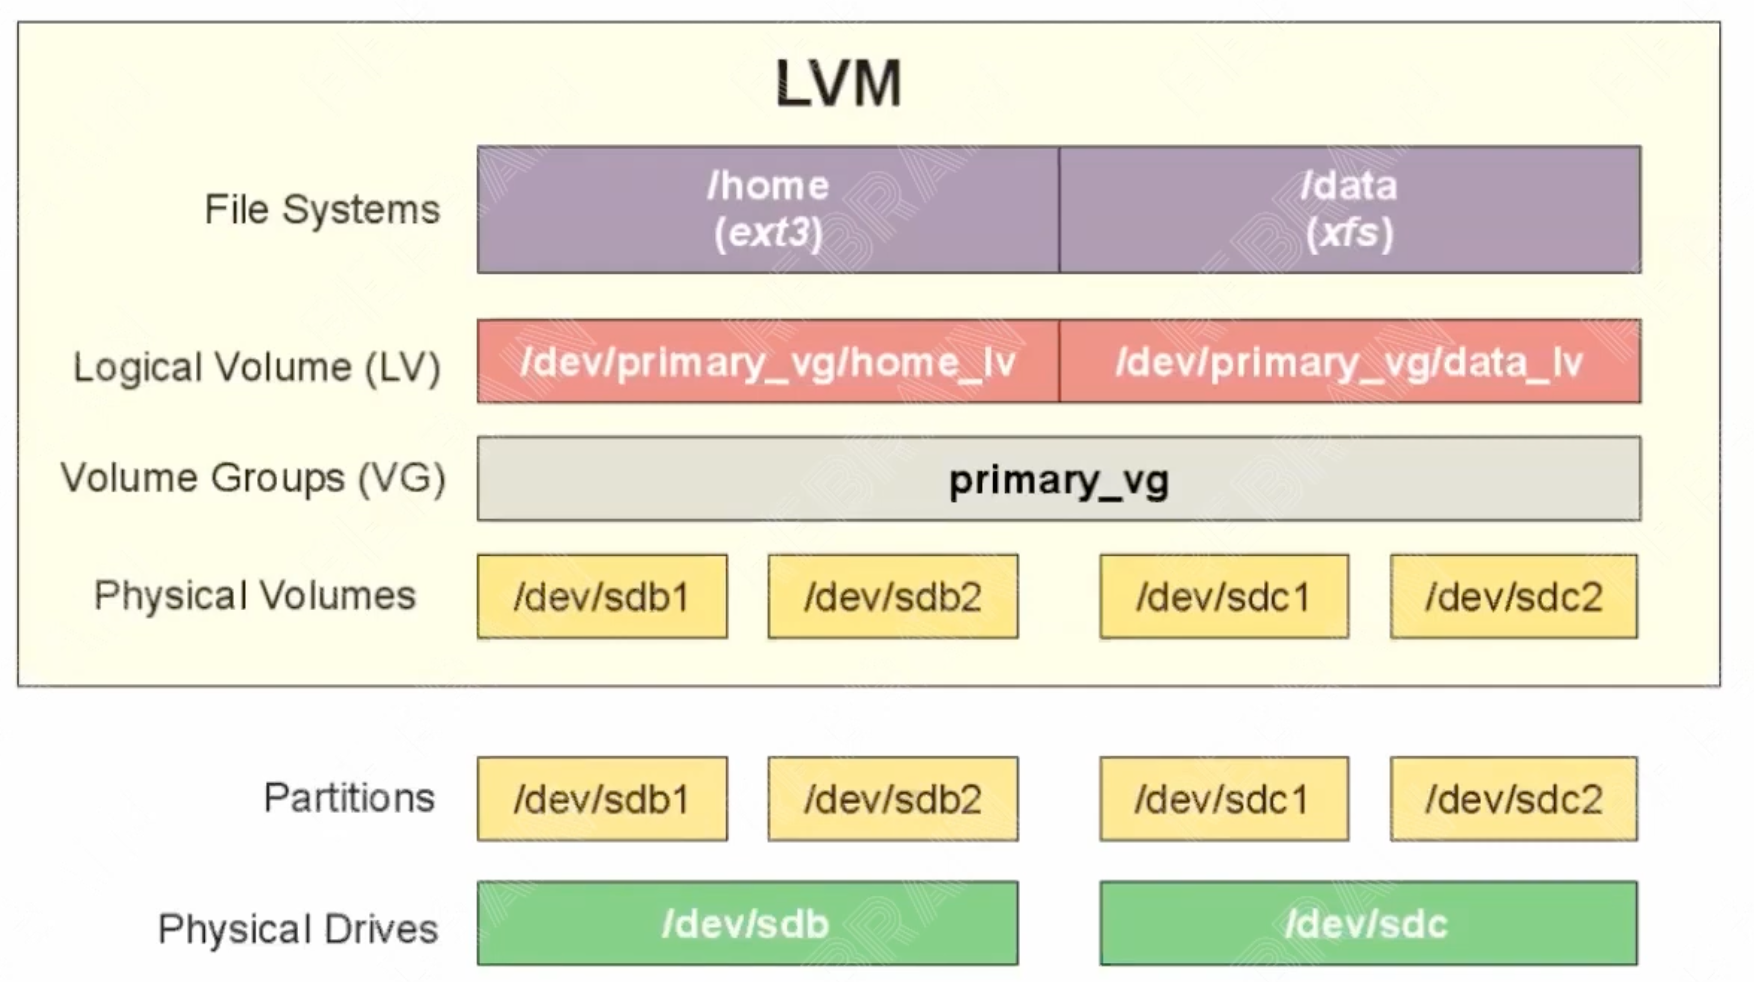 LVM
File Systems
/home
(ext3)
/data
(xfs)
Logical Volume (LV)
/dev/primary_vg/home_lv
/dev/primary_vg/data_lv
Volume Groups (VG)
primary_vg
Physical Volumes
/dev/sdb1
/dev/sdb2
/dev/sdc1
/dev/sdc2
Partitions
/dev/sdb1
/dev/sdb2
/dev/sdc1
/dev/sdc2
Physical Drives
/dev/sdb
/dev/sdc